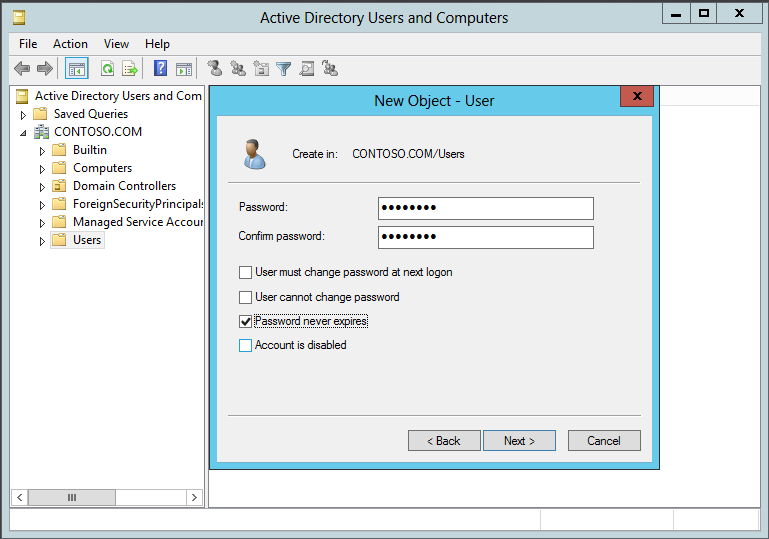 Active Directory Users and Computers
File Action View Help
Active Directory Users and Com
Saved Queries
CONTOSO.COM
Builtin
Computers
Domain Controllers
ForeignSecurityPrincipals
Managed Service Accour
Users
New Object - User
Create in: CONTOSO.COM/Users
Password:
Confirm password:
User must change password at next logon
User cannot change password
Password never expires
Account is disabled
< Back Next > Cancel